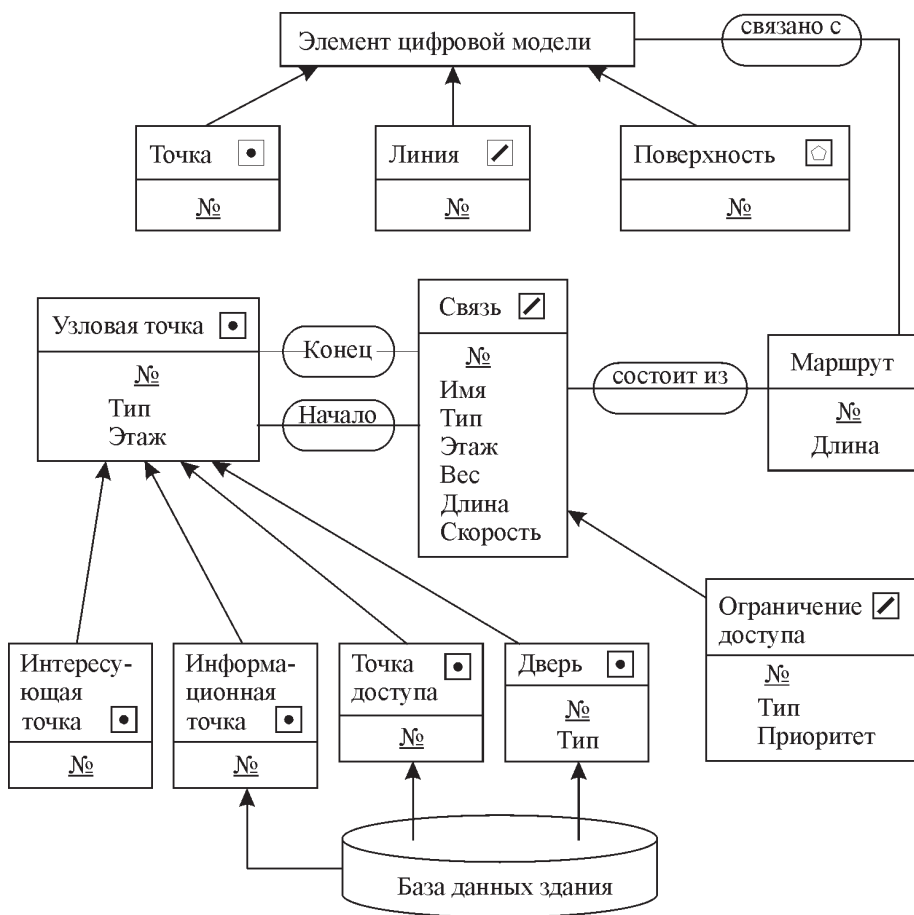 Элемент цифровой модели
связано с
Точка
№
Линия
№
Поверхность
№
Узловая точка
№
Тип
Этаж
Конец
Начало
Связь
№
Имя
Тип
Этаж
Вес
Длина
Скорость
состоит из
Маршрут
№
Длина
Ограничение
доступа
№
Тип
Приоритет
Интересу-
ющая
точка
№
Информа-
ционная
точка
№
Точка
доступа
№
Дверь
№
Тип
База данных здания